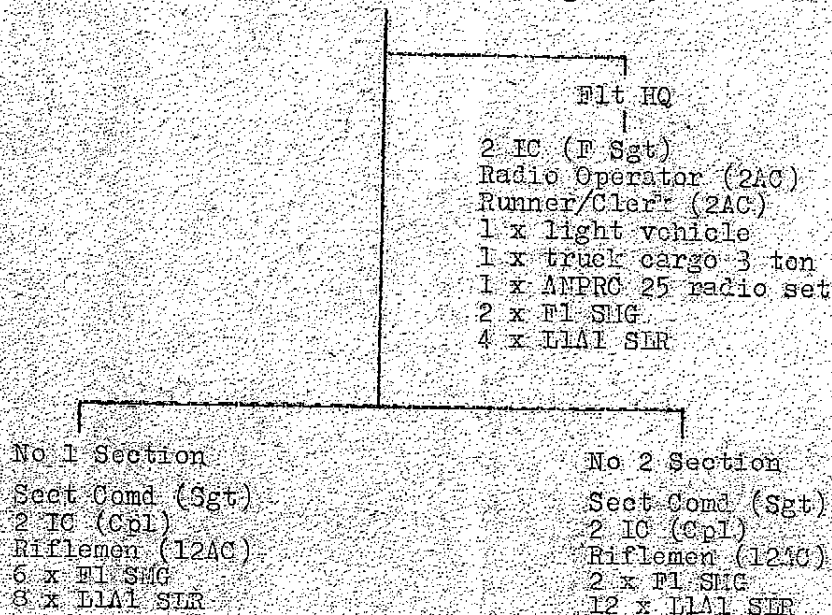 Flt HQ
2 IC (F Sgt)
Radio Operator (2AC)
Runner/Clerk (2AC)
1 x light vehicle
1 x truck cargo 3 ton
1 x ANPRC 25 radio set
2 x F1 SMG
4 x L1A1 SLR
No 1 Section
Sect Comd (Sgt)
2 IC (Cpl)
Riflemen (12AC)
6 x F1 SMG
8 x L1A1 SLR
No 2 Section
Sect Comd (Sgt)
2 IC (Cpl)
Riflemen (12AC)
2 x F1 SMG
12 x L1A1 SLR